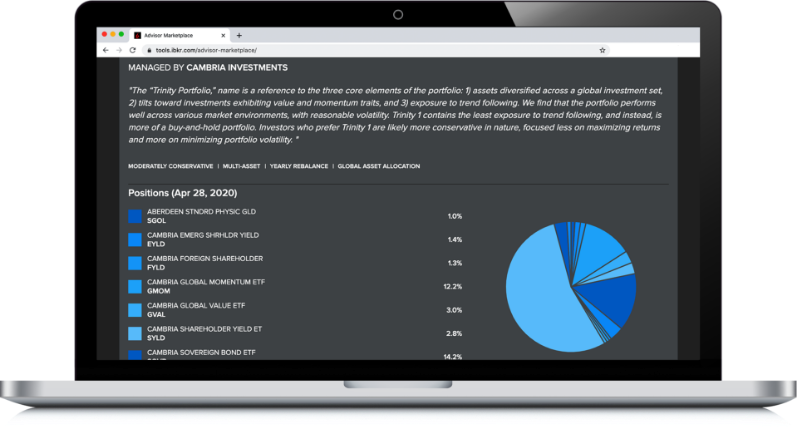 Advisor Marketplace
tools.ibkr.com/advisor-marketplace/
MANAGED BY CAMBRIA INVESTMENTS
"The “Trinity Portfolio,” name is a reference to the three core elements of the portfolio: 1) assets diversified across a global investment set,
2) tilts toward investments exhibiting value and momentum traits, and 3) exposure to trend following. We find that the portfolio performs
well across various market environments, with reasonable volatility. Trinity 1 contains the least exposure to trend following, and instead, is
more of a buy-and-hold portfolio. Investors who prefer Trinity 1 are likely more conservative in nature, focused less on maximizing returns
and more on minimizing portfolio volatility. "
MODERATELY CONSERVATIVE | MULTI-ASSET | YEARLY REBALANCE | GLOBAL ASSET ALLOCATION
Positions (Apr 28, 2020)
ABERDEEN STNDRD PHYSIC GLD 1.0%
SGOL
CAMBRIA EMERG SHRHLDR YIELD 1.4%
EYLD
CAMBRIA FOREIGN SHAREHOLDER 1.3%
FYLD
CAMBRIA GLOBAL MOMENTUM ETF 12.2%
GMOM
CAMBRIA GLOBAL VALUE ETF 3.0%
GVAL
CAMBRIA SHAREHOLDER YIELD ET 2.8%
SYLD
CAMBRIA SOVEREIGN BOND ETF 14.2%